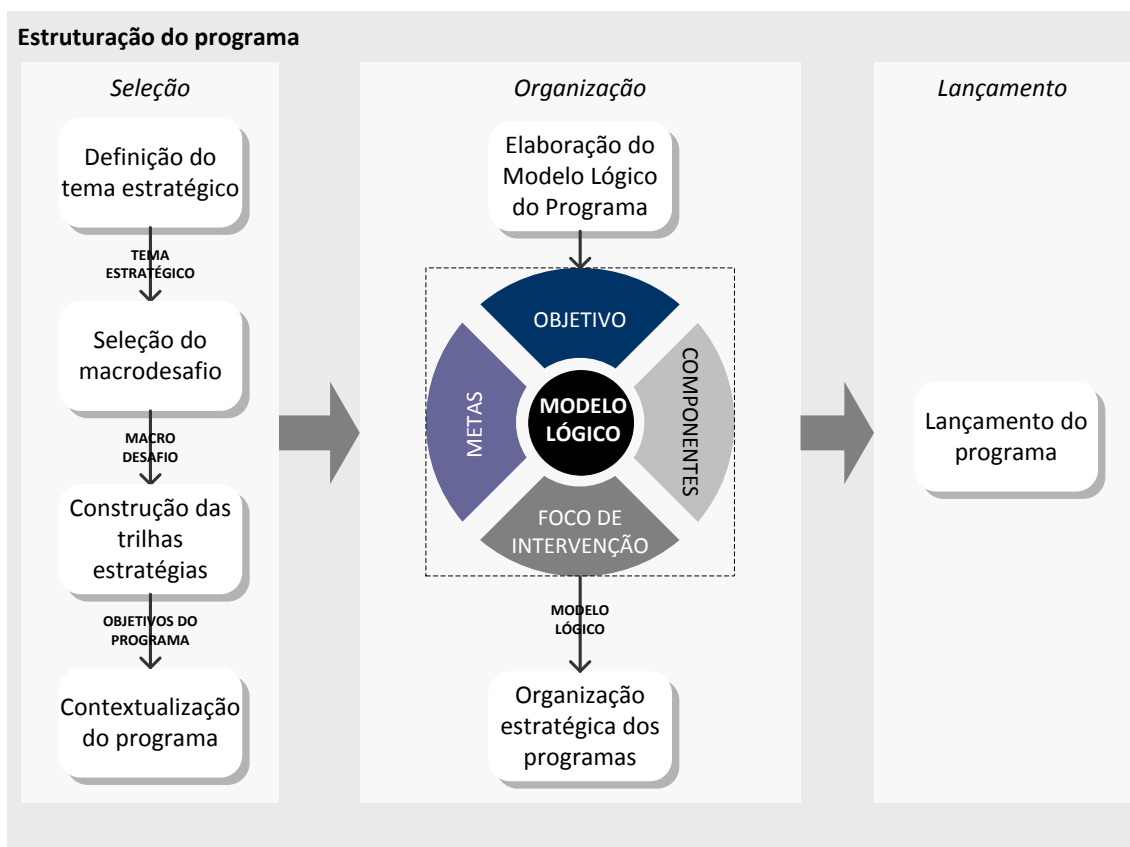 Estruturação do programa
Seleção
Definição do
tema estratégico
TEMA
ESTRATÉGICO
Seleção do
macrodesafio
MACRO
DESAFIO
Construção das
trilhas
estratégias
OBJETIVOS DO
PROGRAMA
Contextualização
do programa
Organização
Elaboração do
Modelo Lógico
do Programa
OBJETIVO
METAS
MODELO
LÓGICO
COMPONENTES
FOCO DE
INTERVENÇÃO
MODELO
LÓGICO
Organização
estratégica dos
programas
Lançamento
Lançamento do
programa